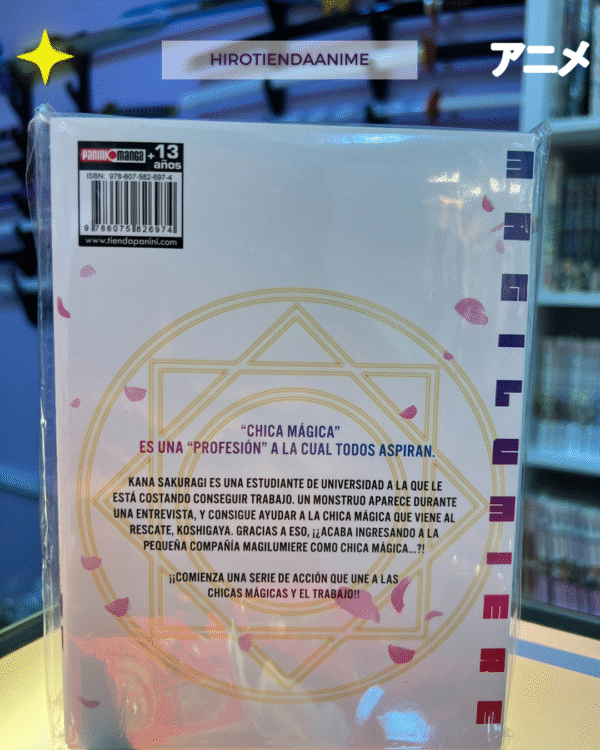 HIROTIENDAANIME
アニメ
PANINI MANGA
+13
años
ISBN: 978-607-582-697-4
9 786075 826974
www.tiendapanini.com
MAGILUMIERE
“CHICA MÁGICA”
ES UNA “PROFESIÓN” A LA CUAL TODOS ASPIRAN.
KANA SAKURAGI ES UNA ESTUDIANTE DE UNIVERSIDAD A LA QUE LE
ESTÁ COSTANDO CONSEGUIR TRABAJO. UN MONSTRUO APARECE DURANTE
UNA ENTREVISTA, Y CONSIGUE AYUDAR A LA CHICA MÁGICA QUE VIENE AL
RESCATE, KOSHIGAYA. GRACIAS A ESO, ¡¿ACABA INGRESANDO A LA
PEQUEÑA COMPAÑÍA MAGILUMIERE COMO CHICA MÁGICA...?!
¡¡COMIENZA UNA SERIE DE ACCIÓN QUE UNE A LAS
CHICAS MÁGICAS Y EL TRABAJO!!